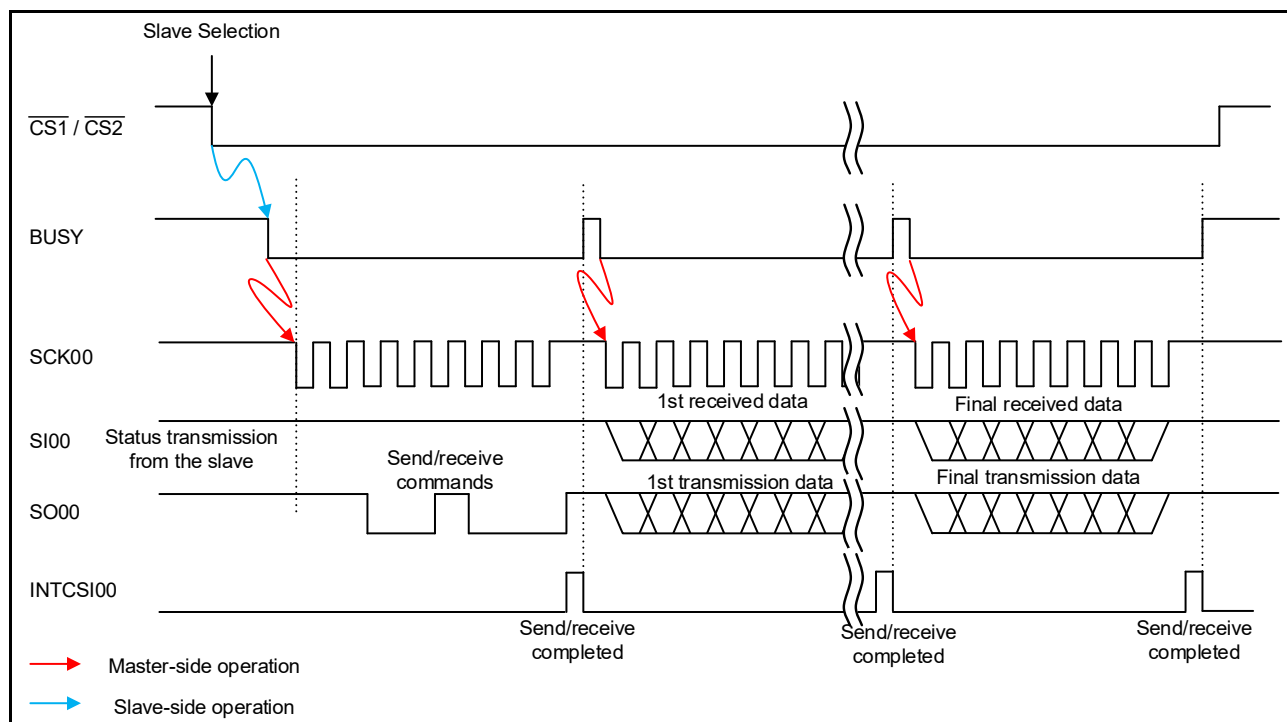 Slave Selection
CS1 / CS2
BUSY
SCK00
1st received data
Final received data
SI00
Status transmission
from the slave
Send/receive
commands
1st transmission data
Final transmission data
SO00
INTCSI00
Send/receive
completed
Send/receive
completed
Send/receive
completed
Master-side operation
Slave-side operation